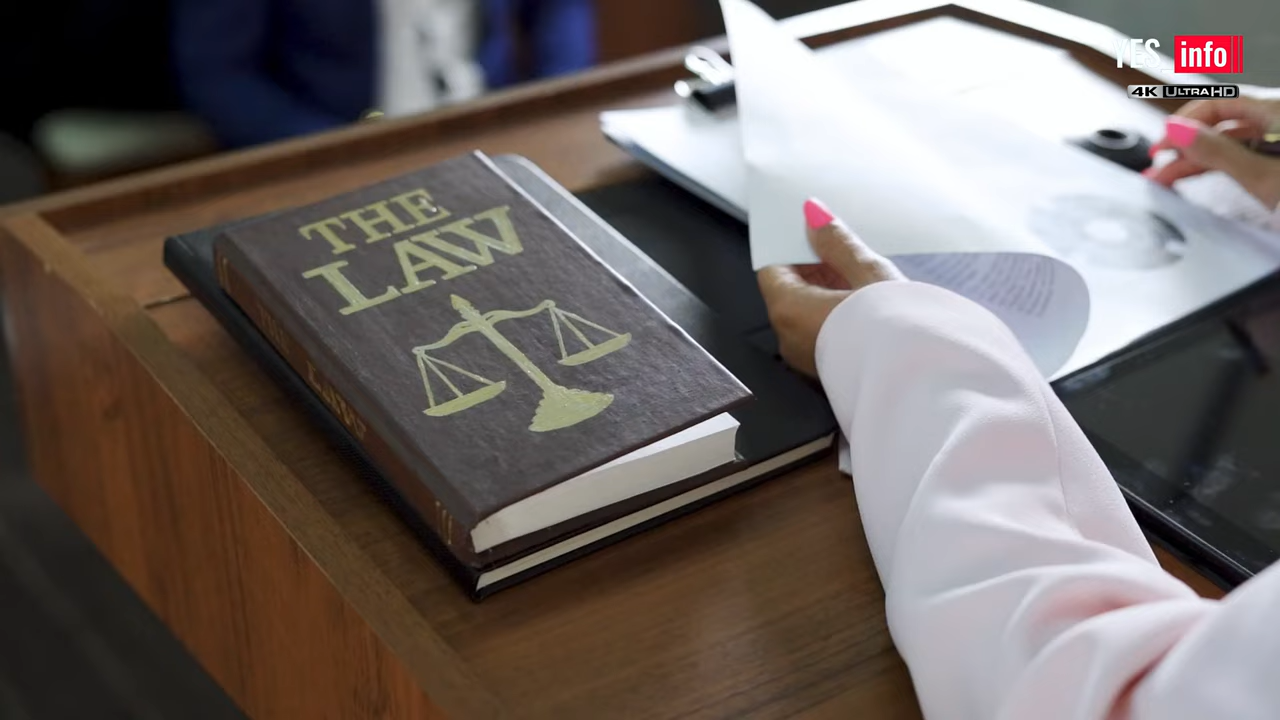 YES info
4K ULTRAHD
THE
LAW
LAW